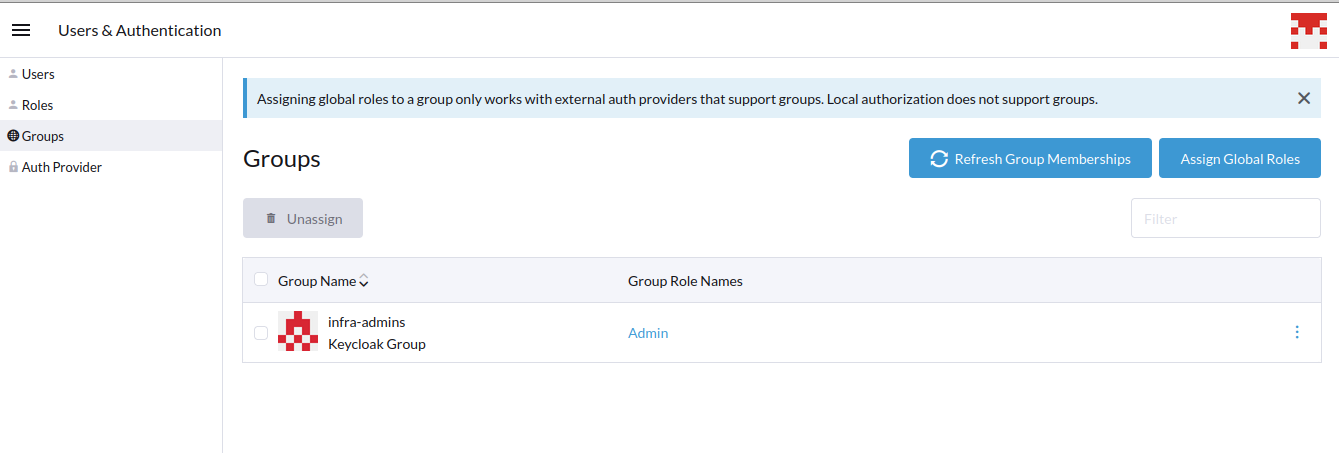 Users & Authentication
Users
Roles
Groups
Auth Provider
Assigning global roles to a group only works with external auth providers that support groups. Local authorization does not support groups.
Groups
Refresh Group Memberships
Assign Global Roles
Unassign
Filter
Group Name
Group Role Names
infra-admins
Keycloak Group
Admin